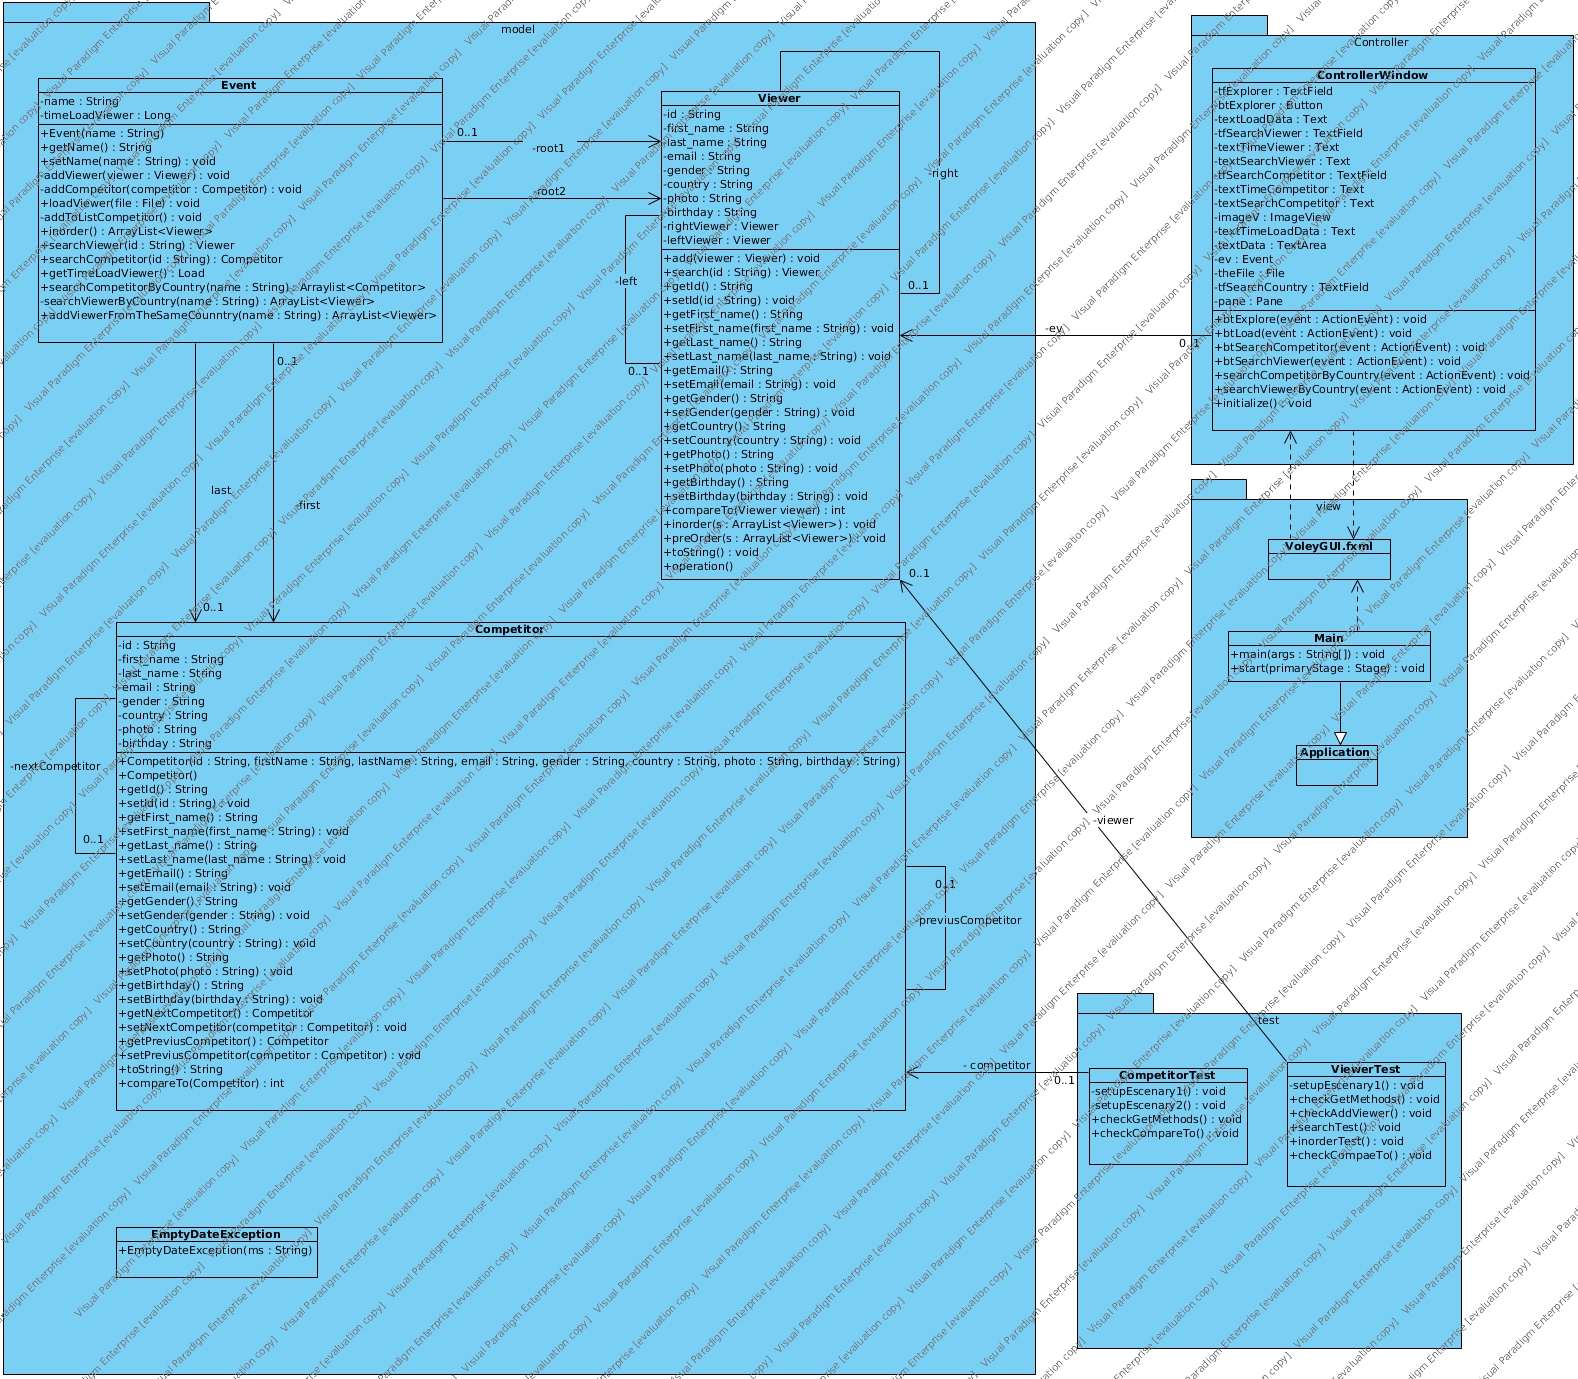 model
Event
-name : String
-timeLoadViewer : Long
+Event(name : String)
+getName() : String
+setName(name : String) : void
-addViewer(viewer : Viewer) : void
-addCompetitor(competitor : Competitor) : void
+loadViewer(file : File) : void
-addToListCompetitor() : void
+inorder() : ArrayList<Viewer>
+searchViewer(id : String) : Viewer
+searchCompetitor(id : String) : Competitor
+getTimeLoadViewer() : Load
+searchCompetitorByCountry(name : String) : Arraylist<Competitor>
-searchViewerByCountry(name : String) : ArrayList<Viewer>
+addViewerFromTheSameCounntry(name : String) : ArrayList<Viewer>
0..1
-root1
-root2
Viewer
-id : String
-first_name : String
-last_name : String
-email : String
-gender : String
-country : String
-photo : String
-birthday : String
-rightViewer : Viewer
-leftViewer : Viewer
+add(viewer : Viewer) : void
+search(id : String) : Viewer
+getId() : String
+setId(id : String) : void
+getFirst_name() : String
+setFirst_name(first_name : String) : void
+getLast_name() : String
+setLast_name(last_name : String) : void
+getEmail() : String
+setEmail(email : String) : void
+getGender() : String
+setGender(gender : String) : void
+getCountry() : String
+setCountry(country : String) : void
+getPhoto() : String
+setPhoto(photo : String) : void
+getBirthday() : String
+setBirthday(birthday : String) : void
+compareTo(Viewer viewer) : int
+inorder(s : ArrayList<Viewer>) : void
+preOrder(s : ArrayList<Viewer>) : void
+toString() : void
+operation()
-right
0..1
-left
0..1
0..1
last
0..1
-first
0..1
Competitor
-id : String
-first_name : String
-last_name : String
-email : String
-gender : String
-country : String
-photo : String
-birthday : String
+Competitor(id : String, firstName : String, lastName : String, email : String, gender : String, country : String, photo : String, birthday : String)
+Competitor()
+getId() : String
+setId(id : String) : void
+getFirst_name() : String
+setFirst_name(first_name : String) : void
+getLast_name() : String
+setLast_name(last_name : String) : void
+getEmail() : String
+setEmail(email : String) : void
+getGender() : String
+setGender(gender : String) : void
+getCountry() : String
+setCountry(country : String) : void
+getPhoto() : String
+setPhoto(photo : String) : void
+getBirthday() : String
+setBirthday(birthday : String) : void
+getNextCompetitor() : Competitor
+setNextCompetitor(competitor : Competitor) : void
+getPreviusCompetitor() : Competitor
+setPreviusCompetitor(competitor : Competitor) : void
+toString() : String
+compareTo(Competitor) : int
-nextCompetitor
0..1
0..1
-previusCompetitor
EmptyDateException
+EmptyDateException(ms : String)
Controller
ControllerWindow
-tfExplorer : TextField
-btExplorer : Button
-textLoadData : Text
-tfSearchViewer : TextField
-textTimeViewer : Text
-textSearchViewer : Text
-tfSearchCompetitor : TextField
-textTimeCompetitor : Text
-textSearchCompetitor : Text
-imageV : ImageView
-textTimeLoadData : Text
-textData : TextArea
-ev : Event
-theFile : File
-tfSearchCountry : TextField
-pane : Pane
+btExplore(event : ActionEvent) : void
+btLoad(event : ActionEvent) : void
+btSearchCompetitor(event : ActionEvent) : void
+btSearchViewer(event : ActionEvent) : void
+searchCompetitorByCountry(event : ActionEvent) : void
+searchViewerByCountry(event : ActionEvent) : void
+initialize() : void
-ev
0..1
view
VoleyGUI.fxml
Main
+main(args : String[]) : void
+start(primaryStage : Stage) : void
Application
-viewer
test
- competitor
0..1
CompetitorTest
-setupEscenary1() : void
-setupEscenary2() : void
+checkGetMethods() : void
+checkCompareTo() : void
ViewerTest
-setupEscenary1() : void
+checkGetMethods() : void
+checkAddViewer() : void
+searchTest() : void
+inorderTest() : void
+checkCompaeTo() : void
Visual Paradigm Enterprise [evaluation copy]